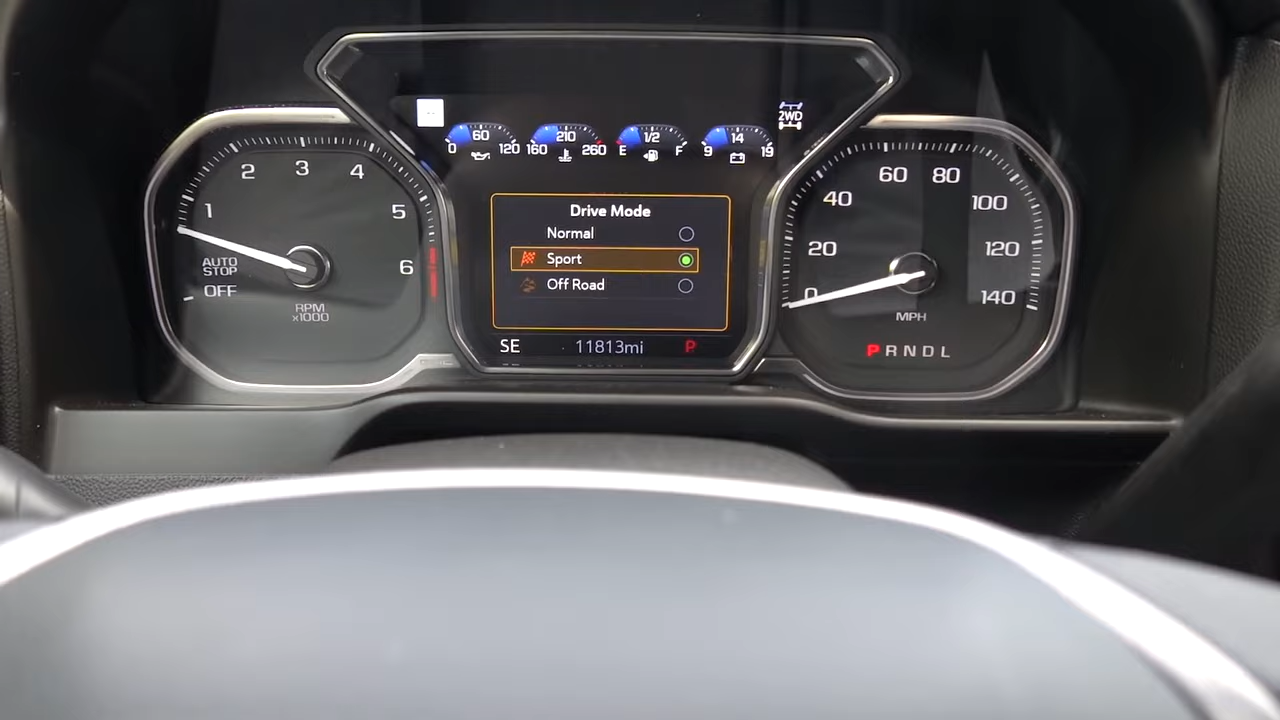 60 210 1/2 14 2WD
0 120 160 260 E F 9 19
1 2 3 4 5 6
AUTO
STOP
OFF
RPM
x1000
Drive Mode
Normal
Sport
Off Road
SE 11813mi P
0 20 40 60 80 100 120 140
MPH
P R N D L